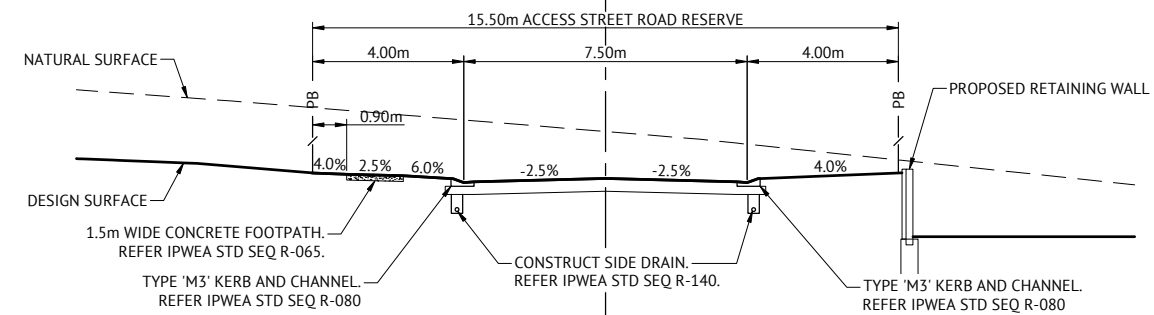 15.50m ACCESS STREET ROAD RESERVE
4.00m
7.50m
4.00m
NATURAL SURFACE
PROPOSED RETAINING WALL
PB
PB
0.90m
4.0%
2.5%
6.0%
-2.5%
-2.5%
4.0%
DESIGN SURFACE
1.5m WIDE CONCRETE FOOTPATH.
REFER IPWEA STD SEQ R-065.
CONSTRUCT SIDE DRAIN.
REFER IPWEA STD SEQ R-140.
TYPE 'M3' KERB AND CHANNEL.
REFER IPWEA STD SEQ R-080
TYPE 'M3' KERB AND CHANNEL.
REFER IPWEA STD SEQ R-080